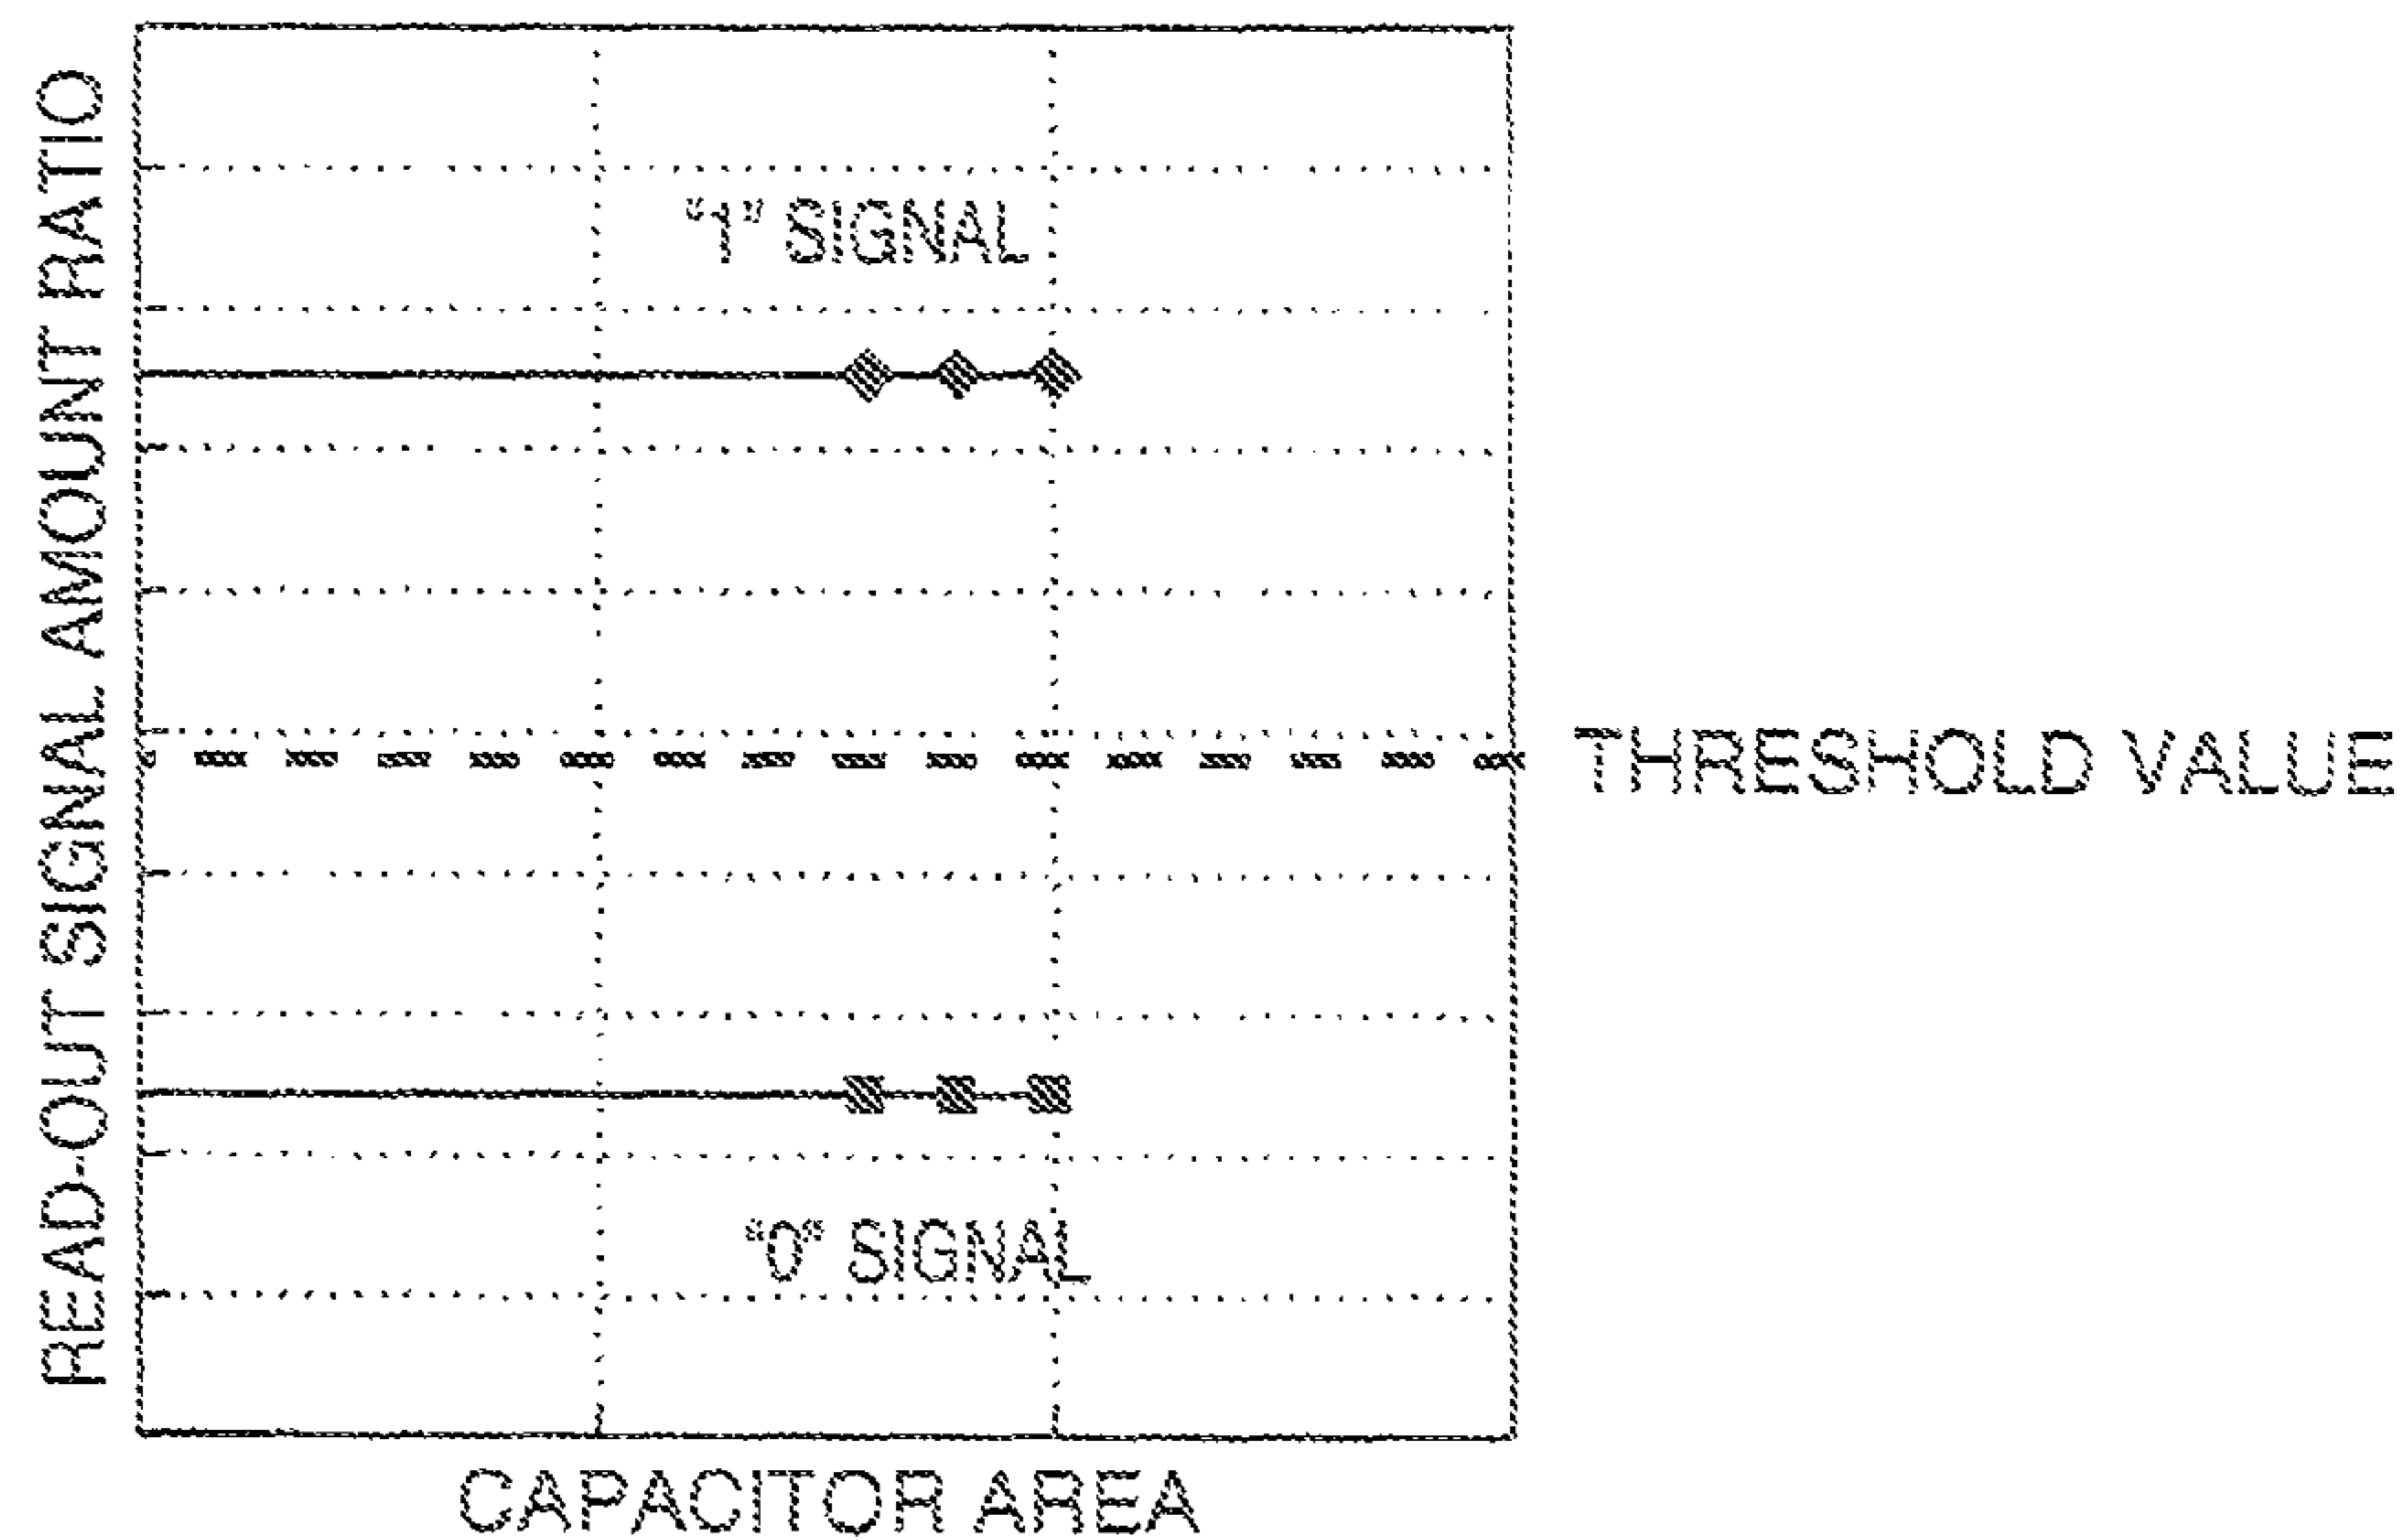 READ-OUT SIGNAL AMOUNT RATIO
“1” SIGNAL
THRESHOLD VALUE
“0” SIGNAL
CAPACITOR AREA